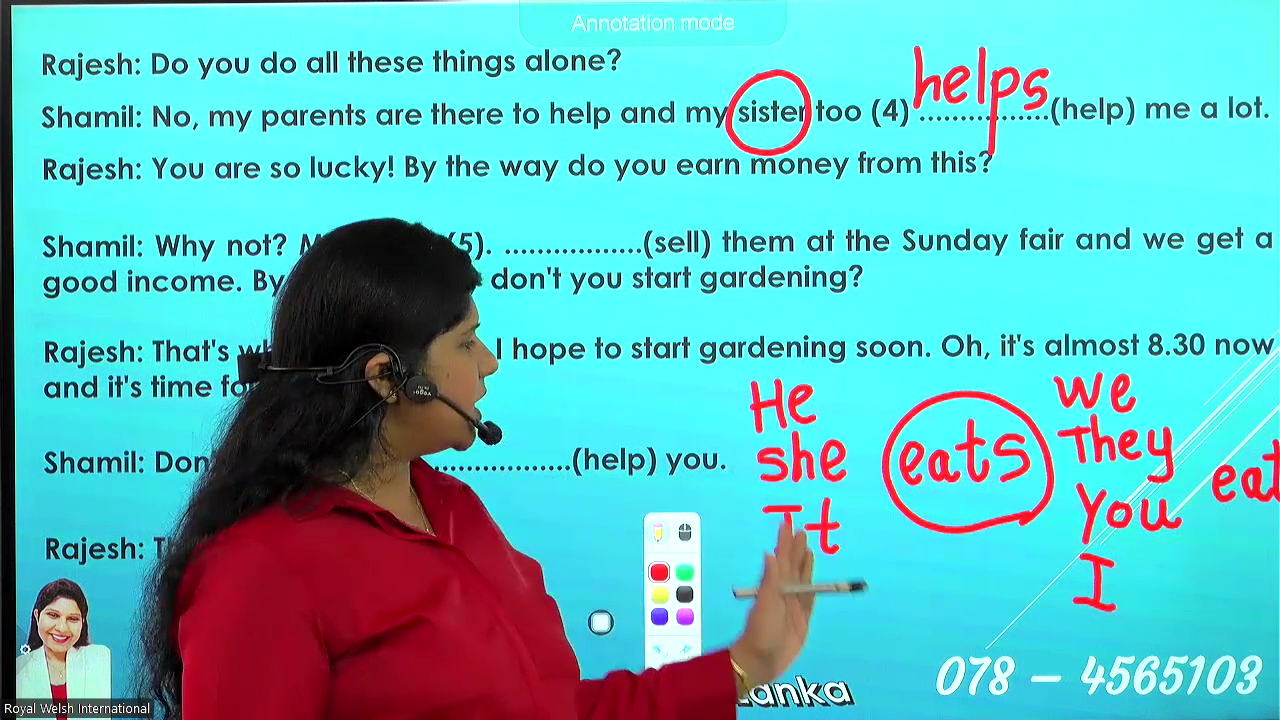 Annotation mode
Rajesh: Do you do all these things alone?
helps
Shamil: No, my parents are there to help and my sister too (4) ................(help) me a lot.
Rajesh: You are so lucky! By the way do you earn money from this?
Shamil: Why not? (5). .................(sell) them at the Sunday fair and we get a
good income. By don't you start gardening?
Rajesh: That's I hope to start gardening soon. Oh, it's almost 8.30 now
and it's time
Shamil: .................(help) you.
Rajesh:
He
she
It
eats
We
They
You
I
eat
078 – 4565103
Royal Welsh International